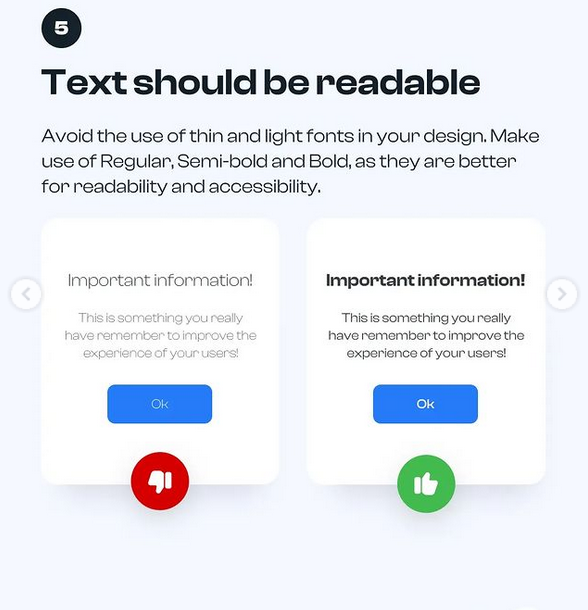 5
Text should be readable
Avoid the use of thin and light fonts in your design. Make
use of Regular, Semi-bold and Bold, as they are better
for readability and accessibility.
Important information!
This is something you really
have remember to improve the
experience of your users!
Ok
Important information!
This is something you really
have remember to improve the
experience of your users!
Ok